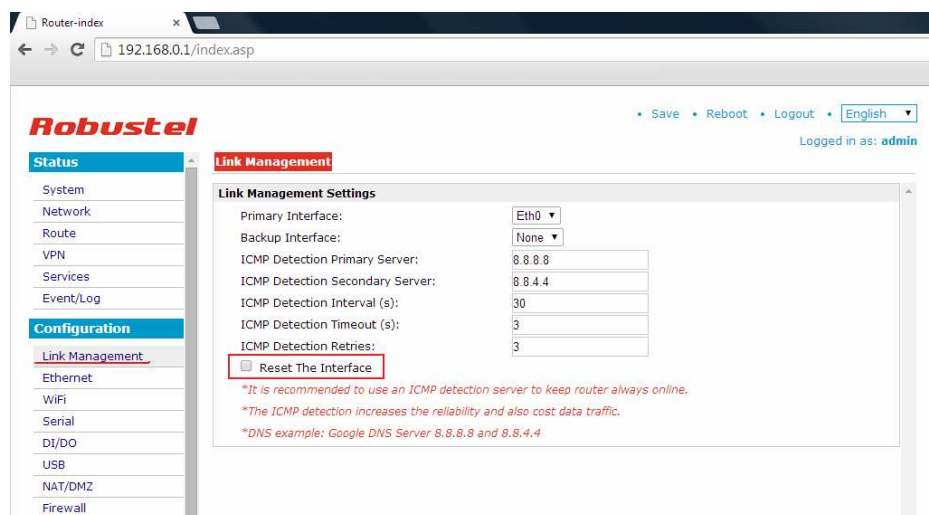 Router-index
192.168.0.1/index.asp
Robustel
• Save • Reboot • Logout • English
Logged in as: admin
Status
System
Network
Route
VPN
Services
Event/Log
Configuration
Link Management
Ethernet
WiFi
Serial
DI/DO
USB
NAT/DMZ
Firewall
Link Management
Link Management Settings
Primary Interface: Eth0
Backup Interface: None
ICMP Detection Primary Server: 8.8.8.8
ICMP Detection Secondary Server: 8.8.4.4
ICMP Detection Interval (s): 30
ICMP Detection Timeout (s): 3
ICMP Detection Retries: 3
Reset The Interface
*It is recommended to use an ICMP detection server to keep router always online.
*The ICMP detection increases the reliability and also cost data traffic.
*DNS example: Google DNS Server 8.8.8.8 and 8.8.4.4